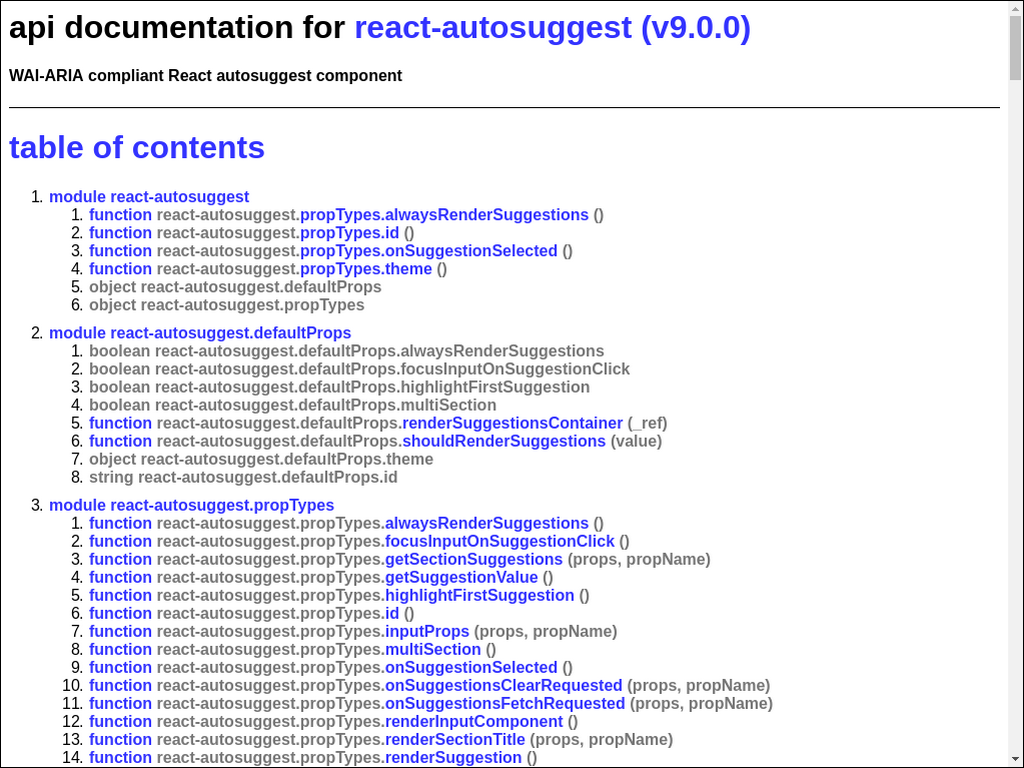 api documentation for react-autosuggest (v9.0.0)
WAI-ARIA compliant React autosuggest component
table of contents
1. module react-autosuggest
1. function react-autosuggest.propTypes.alwaysRenderSuggestions ()
2. function react-autosuggest.propTypes.id ()
3. function react-autosuggest.propTypes.onSuggestionSelected ()
4. function react-autosuggest.propTypes.theme ()
5. object react-autosuggest.defaultProps
6. object react-autosuggest.propTypes
2. module react-autosuggest.defaultProps
1. boolean react-autosuggest.defaultProps.alwaysRenderSuggestions
2. boolean react-autosuggest.defaultProps.focusInputOnSuggestionClick
3. boolean react-autosuggest.defaultProps.highlightFirstSuggestion
4. boolean react-autosuggest.defaultProps.multiSection
5. function react-autosuggest.defaultProps.renderSuggestionsContainer (_ref)
6. function react-autosuggest.defaultProps.shouldRenderSuggestions (value)
7. object react-autosuggest.defaultProps.theme
8. string react-autosuggest.defaultProps.id
3. module react-autosuggest.propTypes
1. function react-autosuggest.propTypes.alwaysRenderSuggestions ()
2. function react-autosuggest.propTypes.focusInputOnSuggestionClick ()
3. function react-autosuggest.propTypes.getSectionSuggestions (props, propName)
4. function react-autosuggest.propTypes.getSuggestionValue ()
5. function react-autosuggest.propTypes.highlightFirstSuggestion ()
6. function react-autosuggest.propTypes.id ()
7. function react-autosuggest.propTypes.inputProps (props, propName)
8. function react-autosuggest.propTypes.multiSection ()
9. function react-autosuggest.propTypes.onSuggestionSelected ()
10. function react-autosuggest.propTypes.onSuggestionsClearRequested (props, propName)
11. function react-autosuggest.propTypes.onSuggestionsFetchRequested (props, propName)
12. function react-autosuggest.propTypes.renderInputComponent ()
13. function react-autosuggest.propTypes.renderSectionTitle (props, propName)
14. function react-autosuggest.propTypes.renderSuggestion ()